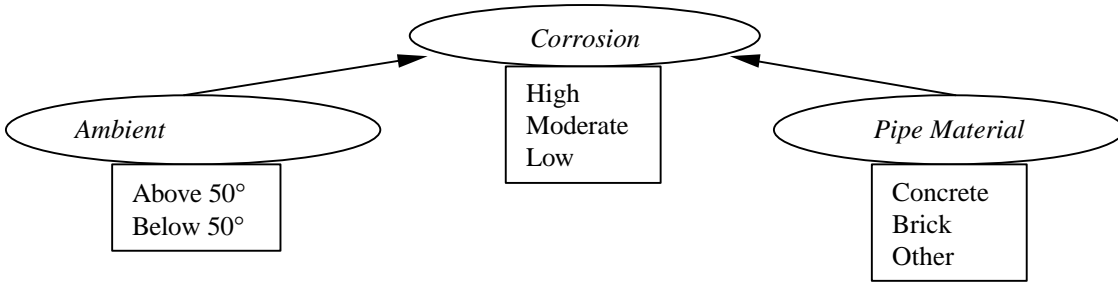 Corrosion
High
Moderate
Low
Ambient
Above 50°
Below 50°
Pipe Material
Concrete
Brick
Other